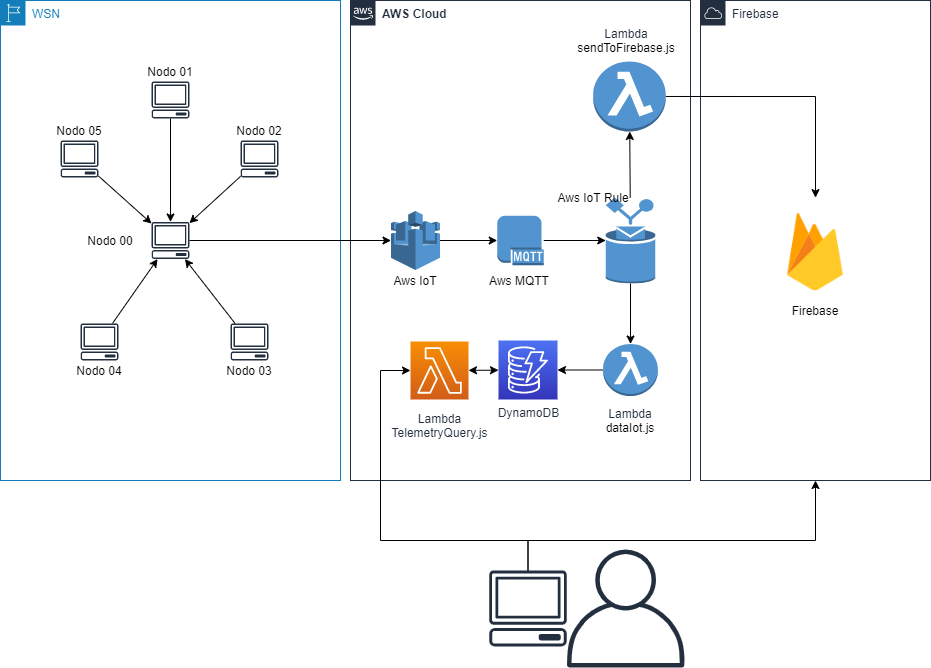 WSN
aws
AWS Cloud
Firebase
Lambda
sendToFirebase.js
Nodo 01
Nodo 05
Nodo 02
Aws IoT Rule
Nodo 00
MQTT
Aws IoT
Aws MQTT
Firebase
Nodo 04
Nodo 03
Lambda
TelemetryQuery.js
DynamoDB
Lambda
dataIot.js